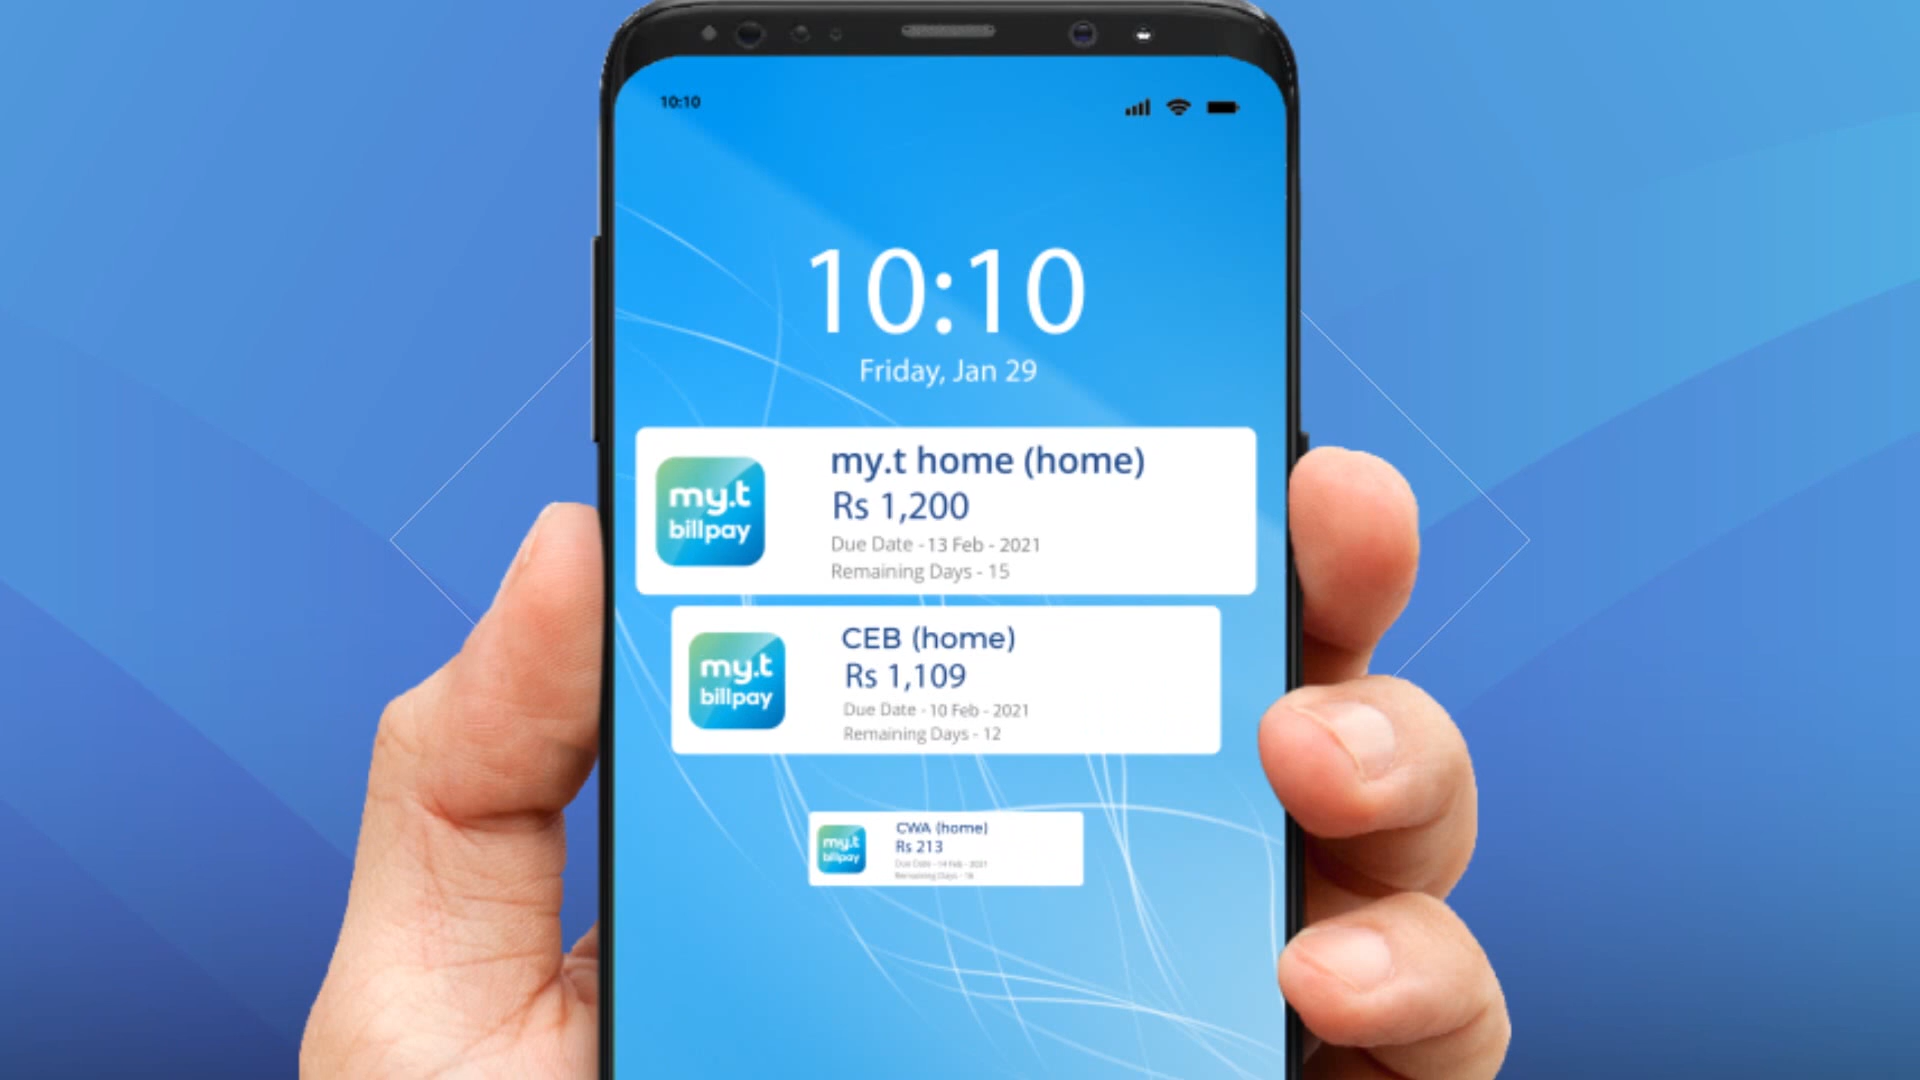 10:10
10:10
Friday, Jan 29
my.t
billpay
my.t home (home)
Rs 1,200
Due Date - 13 Feb - 2021
Remaining Days - 15
my.t
billpay
CEB (home)
Rs 1,109
Due Date - 10 Feb - 2021
Remaining Days - 12
my.t
billpay
CWA (home)
Rs 213
Due Date - 14 Feb - 2021
Remaining Days - 16